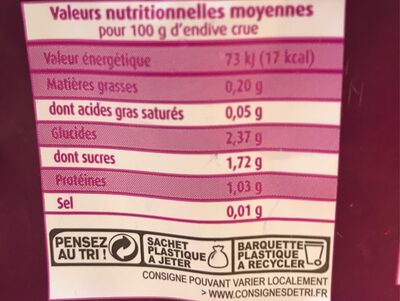 Valeurs nutritionnelles moyennes
pour 100 g d'endive crue
Valeur énergétique 73 kJ (17 kcal)
Matières grasses 0,20 g
dont acides gras saturés 0,05 g
Glucides 2,37 g
dont sucres 1,72 g
Protéines 1,03 g
Sel 0,01 g
PENSEZ AU TRI !
SACHET PLASTIQUE À JETER
BARQUETTE PLASTIQUE À RECYCLER
CONSIGNE POUVANT VARIER LOCALEMENT
> WWW.CONSIGNESDETRI.FR